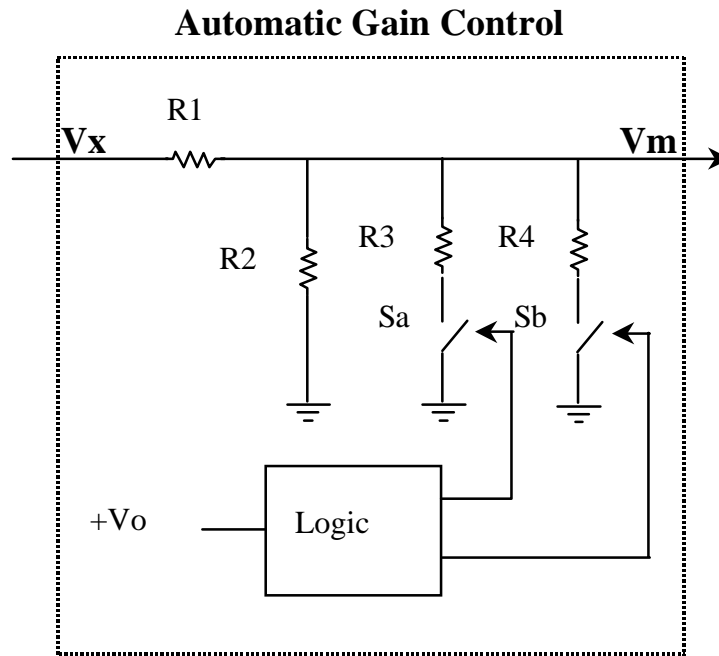 Automatic Gain Control
R1
Vx
Vm
R2
R3
R4
Sa
Sb
+Vo
Logic